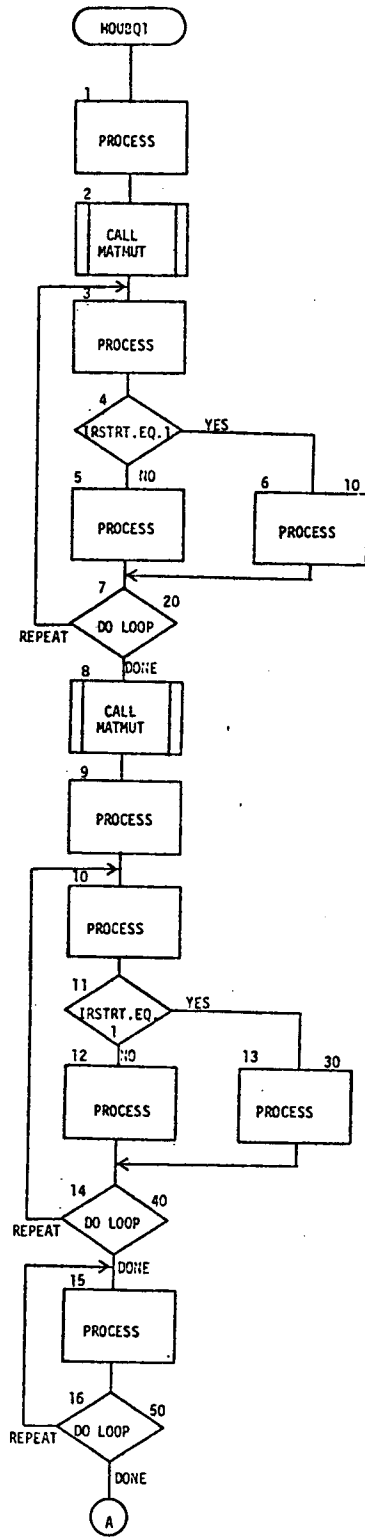 HOUBQT
1
PROCESS
2
CALL
MATMUT
3
PROCESS
4
IRSTRT.EQ.1
YES
5
NO
6
10
PROCESS
PROCESS
7
20
DO LOOP
REPEAT
DONE
8
CALL
MATMUT
9
PROCESS
10
PROCESS
11
IRSTRT.EQ.
1
YES
12
NO
13
30
PROCESS
PROCESS
14
40
DO LOOP
REPEAT
DONE
15
PROCESS
16
50
DO LOOP
REPEAT
DONE
A